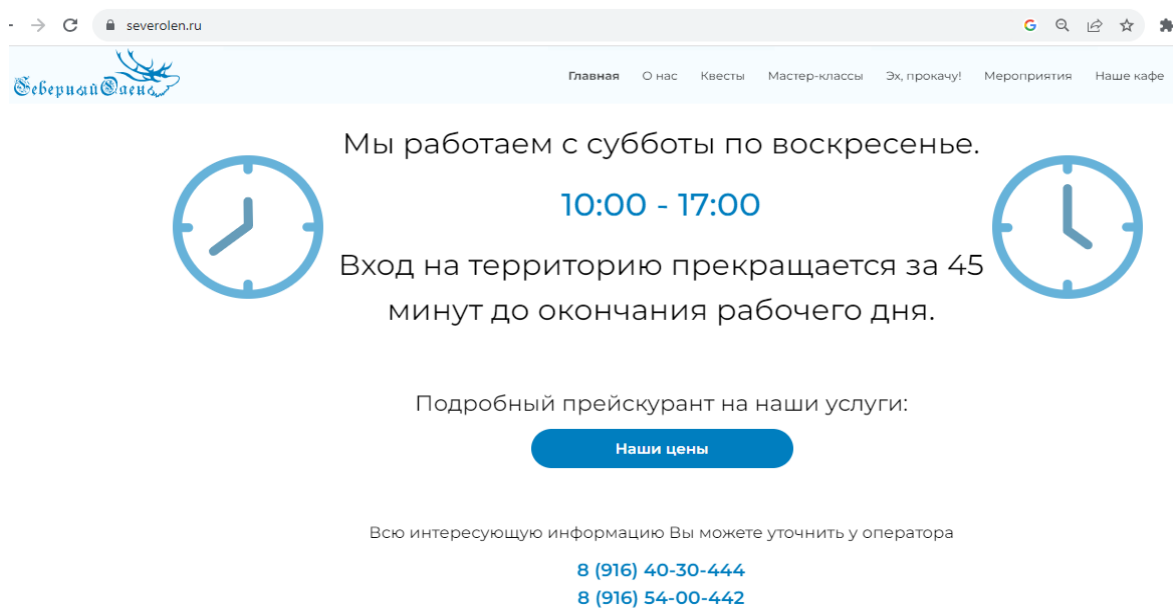 severolen.ru
Северный Олень
Главная О нас Квесты Мастер-классы Эх, прокачу! Мероприятия Наше кафе
Мы работаем с субботы по воскресенье.
10:00 - 17:00
Вход на территорию прекращается за 45
минут до окончания рабочего дня.
Подробный прейскурант на наши услуги:
Наши цены
Всю интересующую информацию Вы можете уточнить у оператора
8 (916) 40-30-444
8 (916) 54-00-442